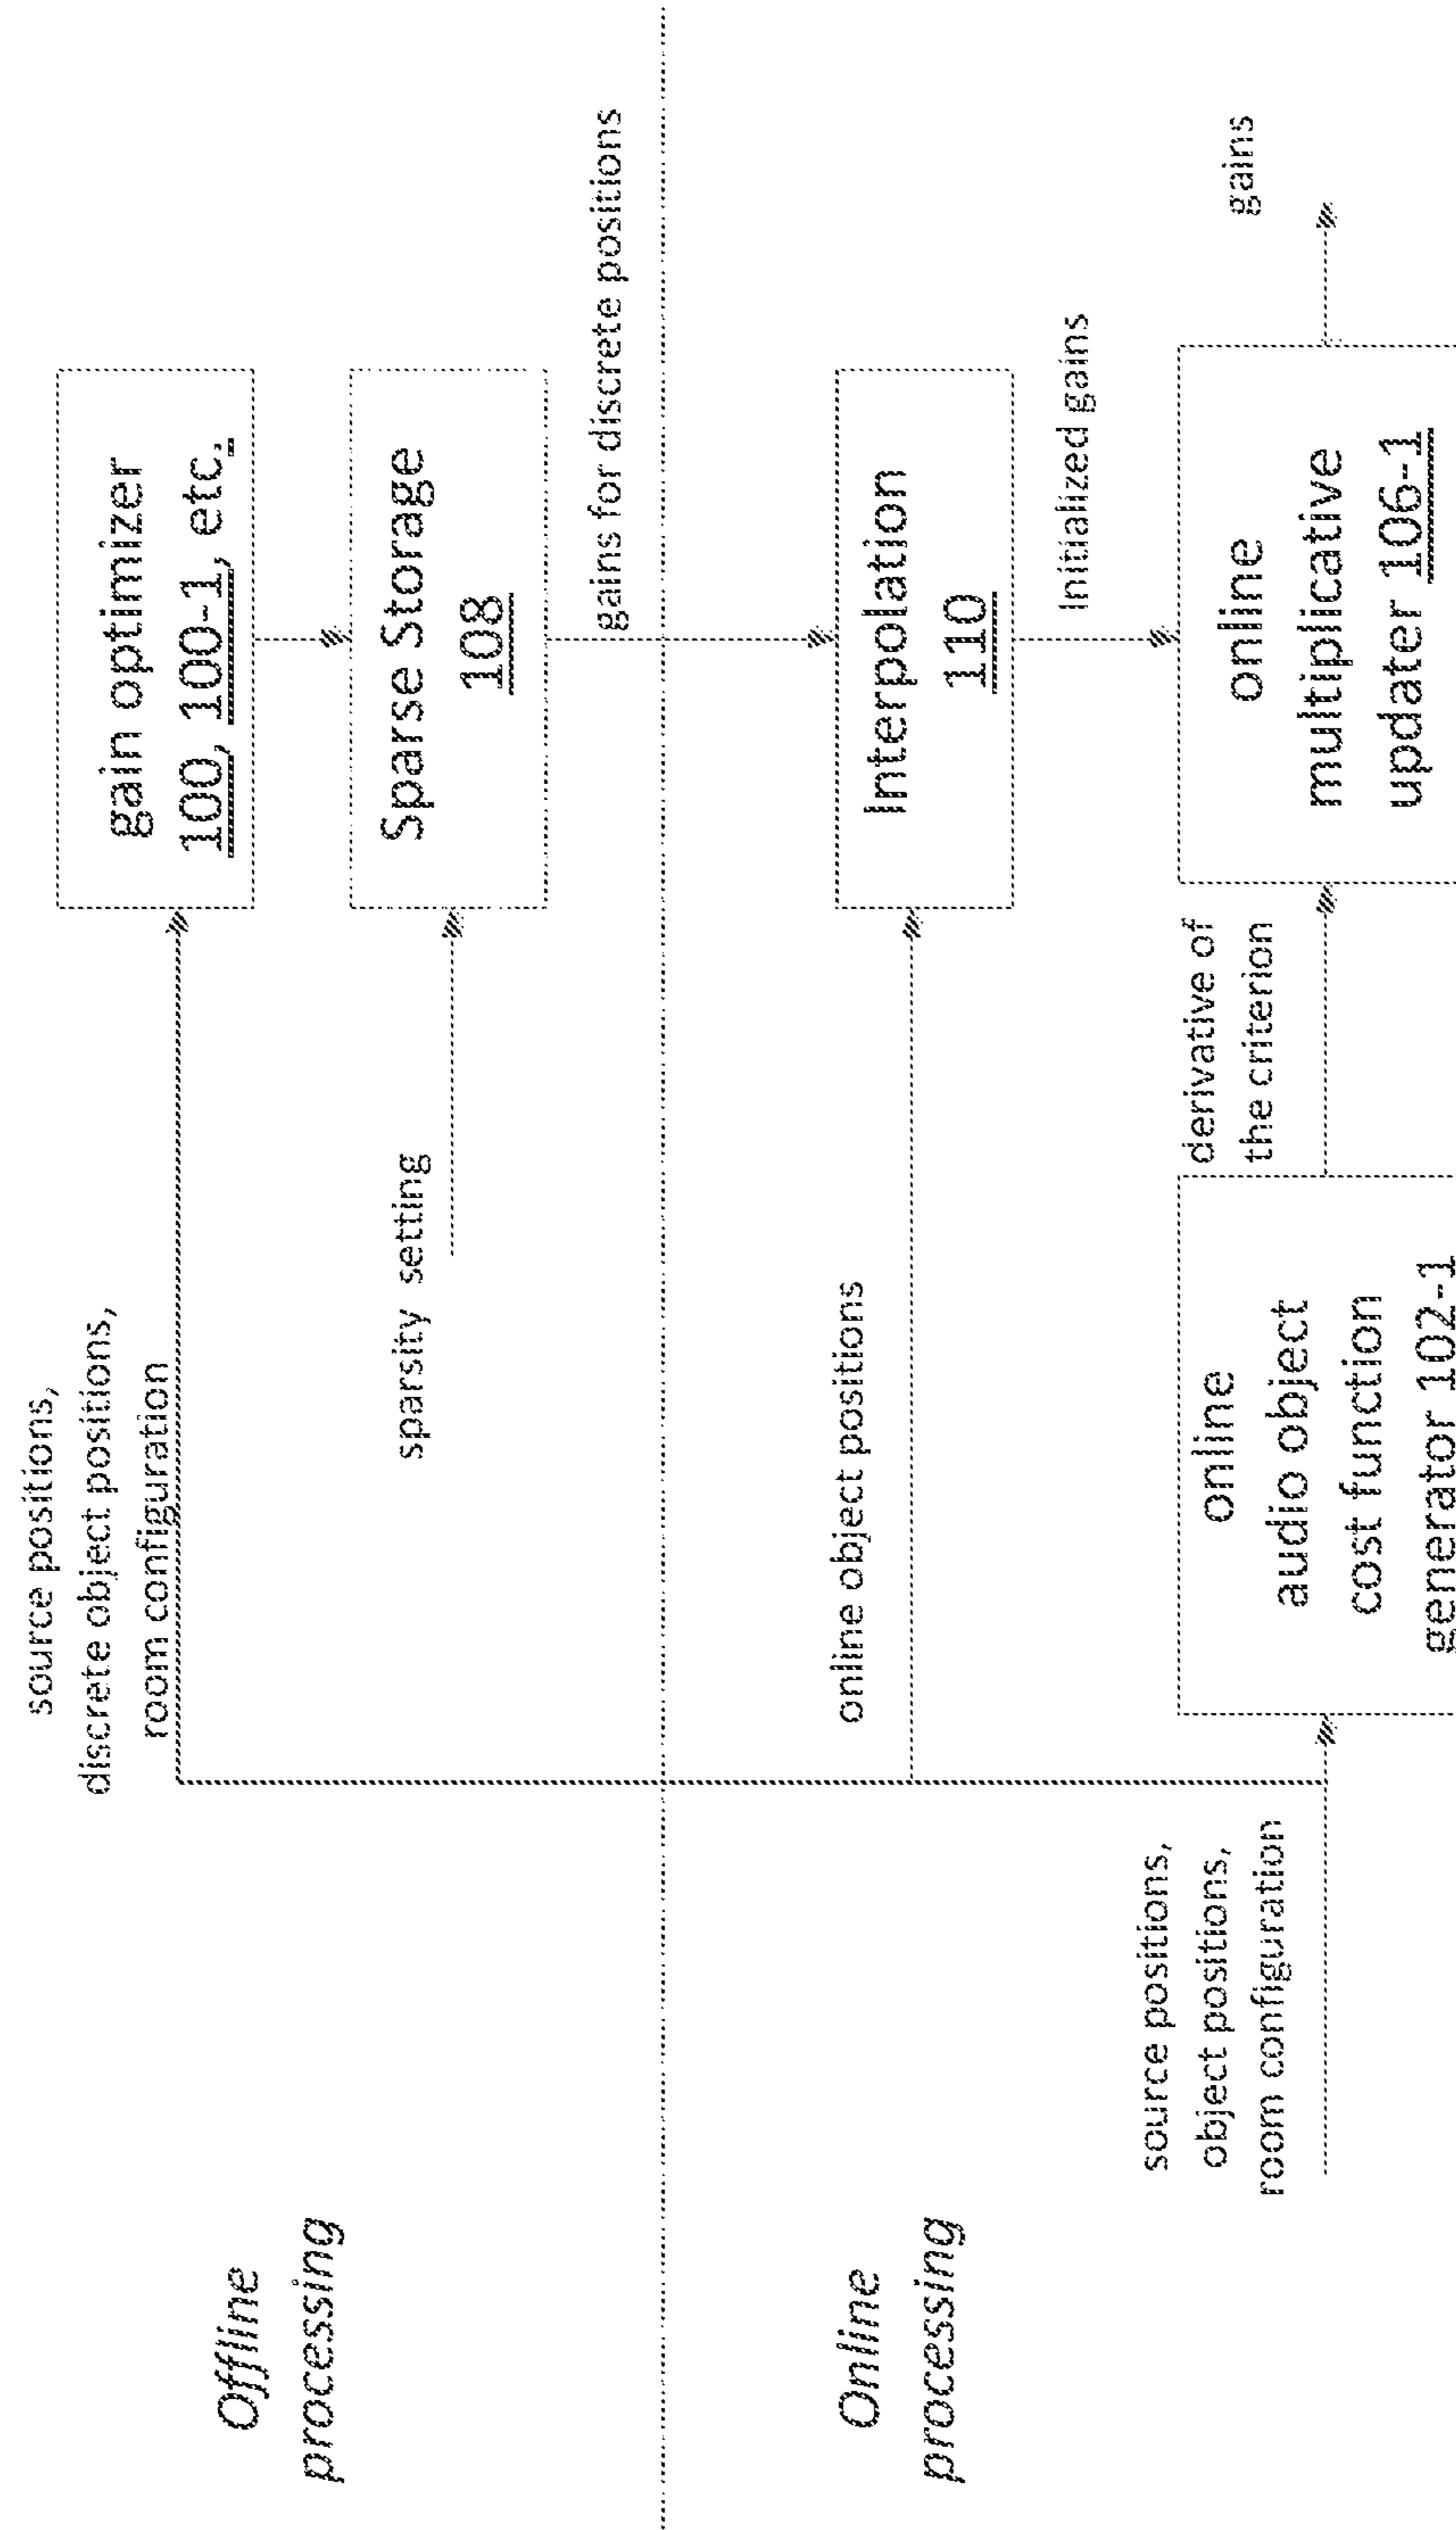 Offline
processing
source positions,
discrete object positions,
room configuration
gain optimizer
100, 100-1, etc.
sparsity setting
Sparse Storage
108
gains for discrete positions
Online
processing
online object positions
Interpolation
110
Initialized gains
source positions,
object positions,
room configuration
online
audio object
cost function
generator 102-1
derivative of
the criterion
online
multiplicative
updater 106-1
gains